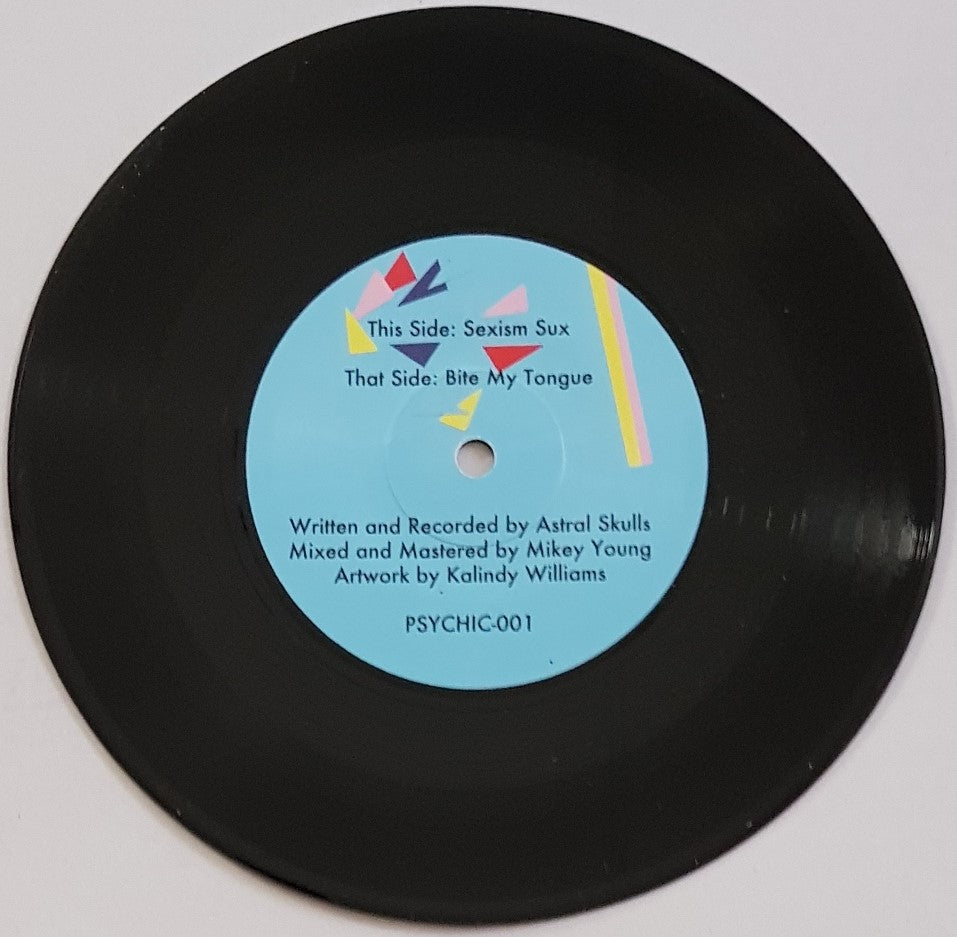 This Side: Sexism Sux
That Side: Bite My Tongue
Written and Recorded by Astral Skulls
Mixed and Mastered by Mikey Young
Artwork by Kalindy Williams
PSYCHIC-001